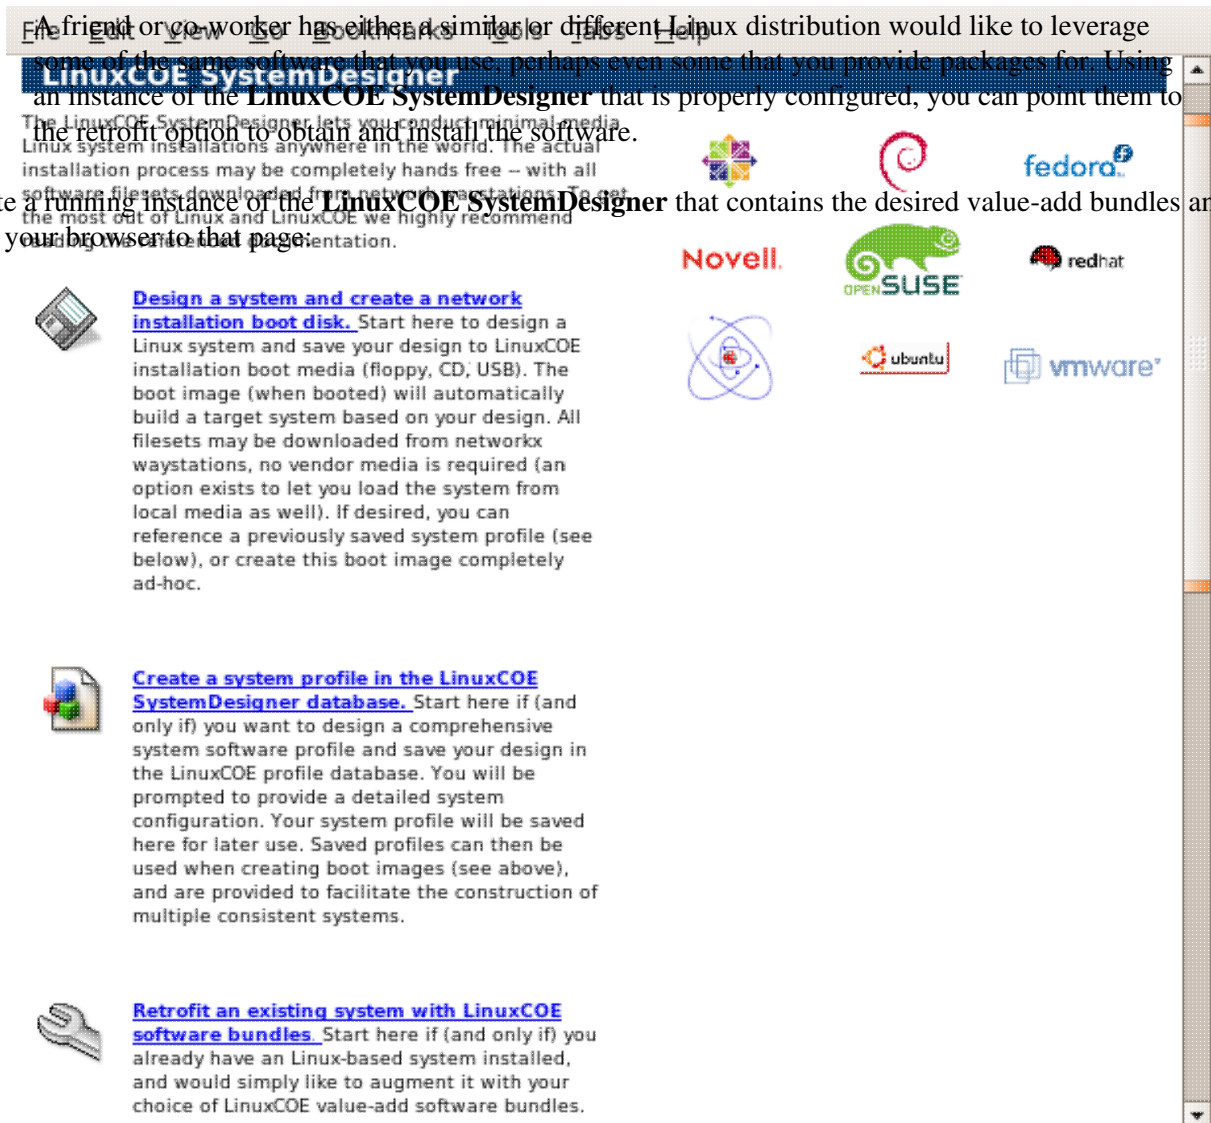 A friend or co-worker has either a similar or different Linux distribution would like to leverage
some of the same software that you use, perhaps even some that you provide packages for. Using
an instance of the LinuxCOE SystemDesigner that is properly configured, you can point them to
the retrofit option to obtain and install the software.
te a running instance of the LinuxCOE SystemDesigner that contains the desired value-add bundles an
your browser to that page:
File Edit View Go Bookmarks Tools Tabs Help
LinuxCOE SystemDesigner
The LinuxCOE SystemDesigner lets you conduct minimal-media
Linux system installations anywhere in the world. The actual
installation process may be completely hands free -- with all
software filesets downloaded from network waystations. To get
the most out of Linux and LinuxCOE we highly recommend
reading the referenced documentation.
fedora
Novell.
openSUSE
redhat
ubuntu
vmware
Design a system and create a network
installation boot disk. Start here to design a
Linux system and save your design to LinuxCOE
installation boot media (floppy, CD, USB). The
boot image (when booted) will automatically
build a target system based on your design. All
filesets may be downloaded from networkx
waystations, no vendor media is required (an
option exists to let you load the system from
local media as well). If desired, you can
reference a previously saved system profile (see
below), or create this boot image completely
ad-hoc.
Create a system profile in the LinuxCOE
SystemDesigner database. Start here if (and
only if) you want to design a comprehensive
system software profile and save your design in
the LinuxCOE profile database. You will be
prompted to provide a detailed system
configuration. Your system profile will be saved
here for later use. Saved profiles can then be
used when creating boot images (see above),
and are provided to facilitate the construction of
multiple consistent systems.
Retrofit an existing system with LinuxCOE
software bundles. Start here if (and only if) you
already have an Linux-based system installed,
and would simply like to augment it with your
choice of LinuxCOE value-add software bundles.